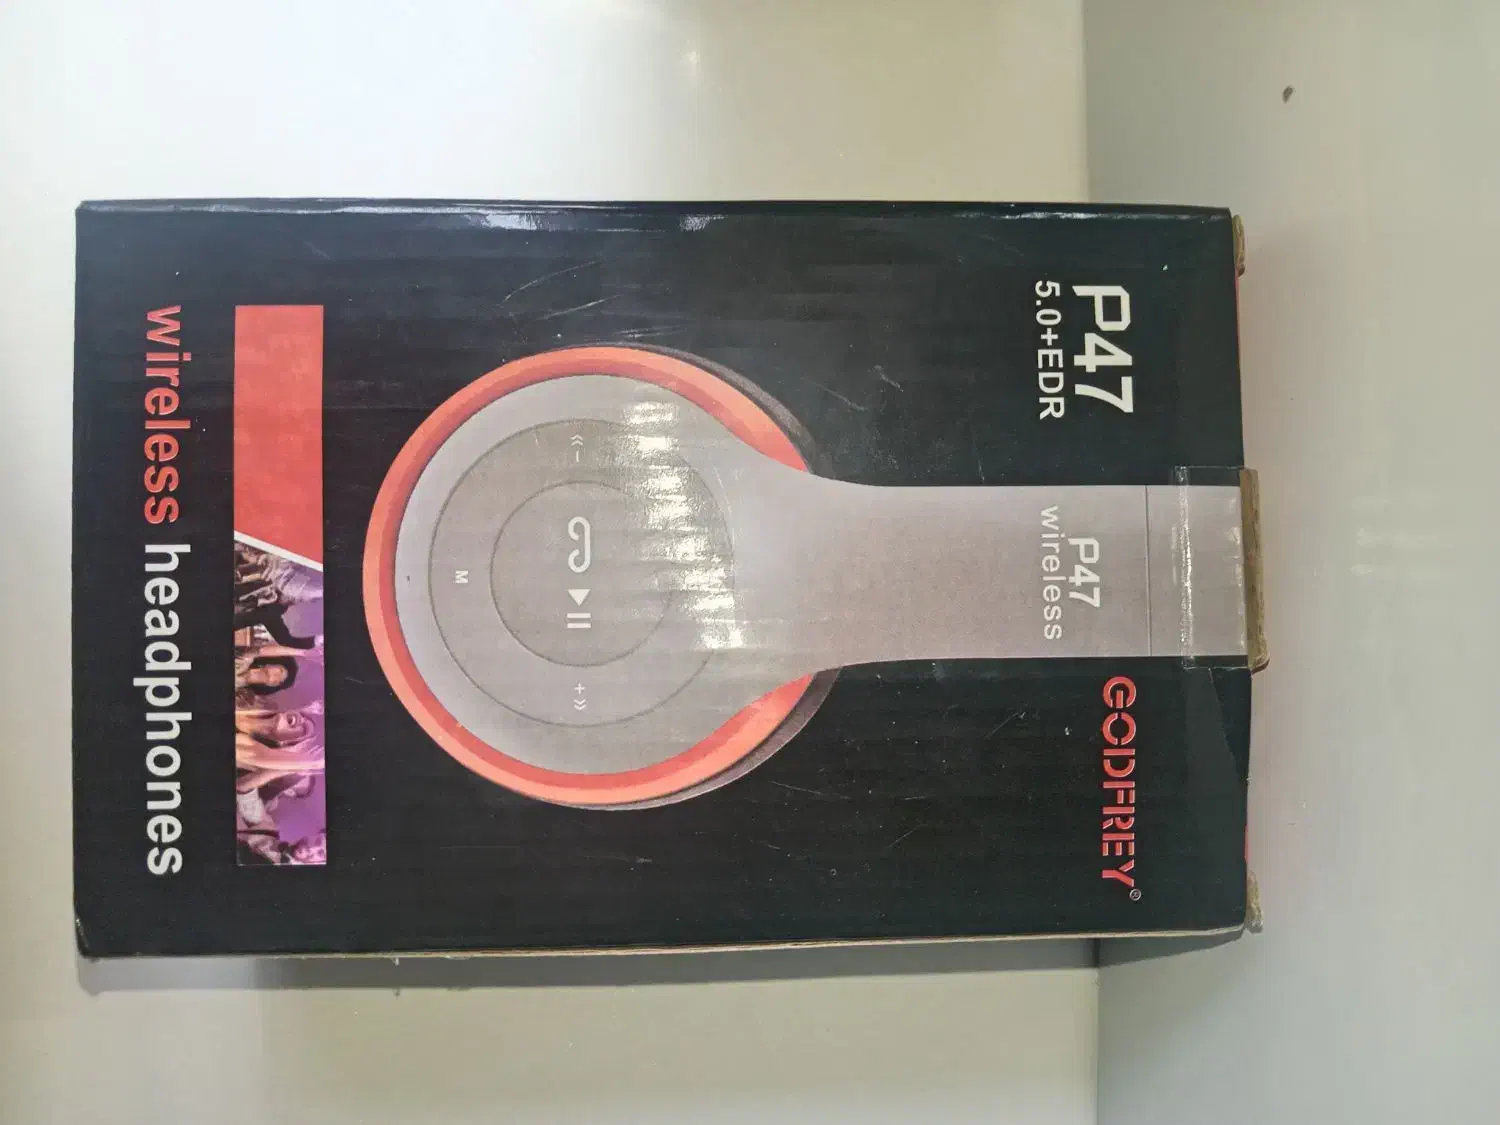 P47
5.0+EDR
GODFREY®
P47
wireless
M
wireless headphones